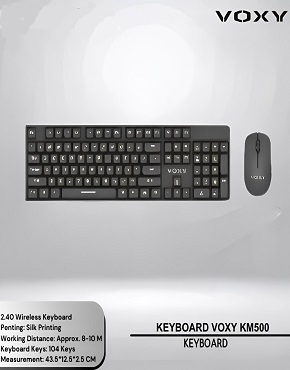 VOXY
VOXY
2.40 Wireless Keyboard
Penting: Silk Printing
Working Distance: Approx. 8-10 M
Keyboard Keys: 104 Keys
Measurement: 43.5*12.5*2.5 CM
KEYBOARD VOXY KM500
KEYBOARD